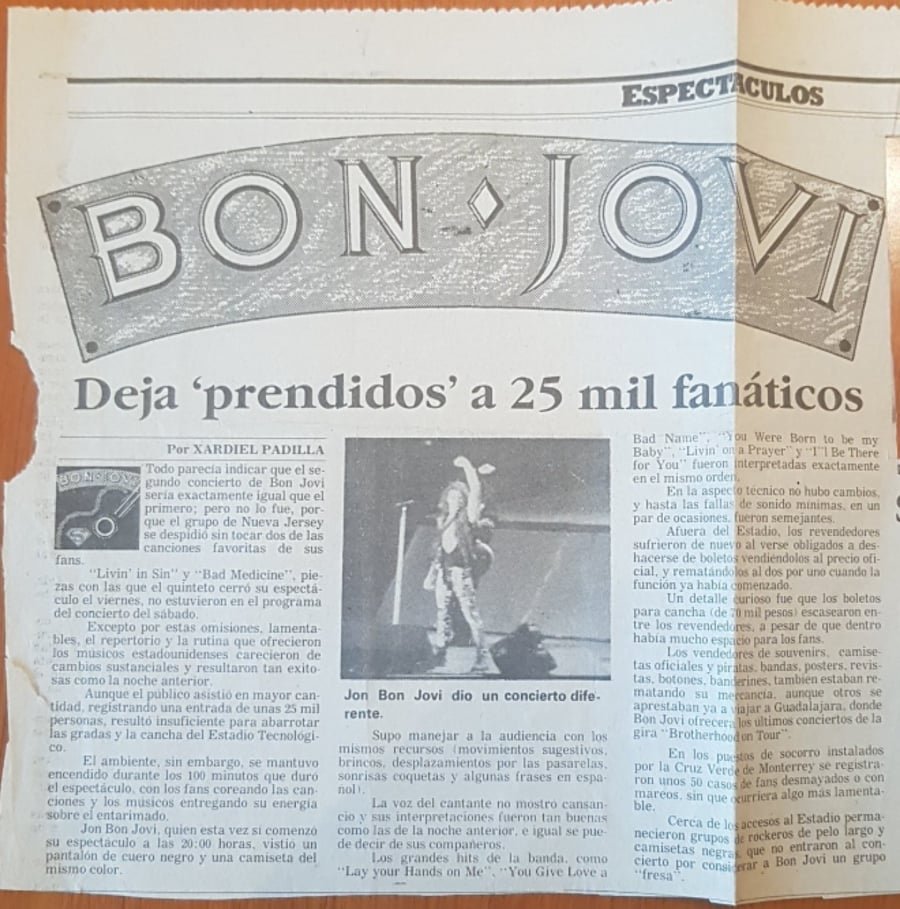 ESPECTACULOS
BON JOVI
Deja ‘prendidos’ a 25 mil fanáticos
Por XARDIEL PADILLA
BON JOVI
Todo parecía indicar que el se-
gundo concierto de Bon Jovi
sería exactamente igual que el
primero; pero no lo fue, por-
que el grupo de Nueva Jersey
se despidió sin tocar dos de las
canciones favoritas de sus
fans.
“Livin’ in Sin” y “Bad Medicine”, pie-
zas con las que el quinteto cerró su espectá-
culo el viernes, no estuvieron en el programa
del concierto del sábado.
Excepto por estas omisiones, lamenta-
bles, el repertorio y la rutina que ofrecieron
los músicos estadounidenses carecieron de
cambios sustanciales y resultaron tan exito-
sas como la noche anterior.
Aunque el público asistió en mayor can-
tidad, registrando una entrada de unas 25 mil
personas, resultó insuficiente para abarrotar
las gradas y la cancha del Estadio Tecnológi-
co.
El ambiente, sin embargo, se mantuvo
encendido durante los 100 minutos que duró
el espectáculo, con los fans coreando las can-
ciones y los músicos entregando su energía
sobre el entarimado.
Jon Bon Jovi, quien esta vez sí comenzó
su espectáculo a las 20:00 horas, vistió un
pantalón de cuero negro y una camiseta del
mismo color.
Jon Bon Jovi dio un concierto dife-
rente.
Supo manejar a la audiencia con los
mismos recursos (movimientos sugestivos,
brincos, desplazamientos por las pasarelas,
sonrisas coquetas y algunas frases en espa-
nol).
La voz del cantante no mostró cansan-
cio y sus interpretaciones fueron tan buenas
como las de la noche anterior, e igual se pue-
de decir de sus compañeros.
Los grandes hits de la banda, como
“Lay your Hands on Me”, “You Give Love a
Bad Name”, “You Were Born to be my
Baby”, “Livin’ on a Prayer” y “I’ll Be There
for You” fueron interpretadas exactamente
en el mismo orden.
En la aspecto técnico no hubo cambios,
y hasta las fallas de sonido mínimas, en un
par de ocasiones, fueron semejantes.
Afuera del Estadio, los revendedores
sufrieron de nuevo al verse obligados a des-
hacerse de boletos vendiéndolos al precio ofi-
cial, y rematándolos al dos por uno cuando la
función ya había comenzado.
Un detalle curioso fue que los boletos
para cancha (de 70 mil pesos) escasearon en-
tre los revendedores, a pesar de que dentro
había mucho espacio para los fans.
Los vendedores de souvenirs, camise-
tas oficiales y piratas, bandas, posters, revis-
tas, botones, banderines, también estaban re-
matando su mercancía, aunque otros se
aprestaban ya a viajar a Guadalajara, donde
Bon Jovi ofrecerá los últimos conciertos de la
gira “Brotherhood on Tour”.
En los puestos de socorro instalados
por la Cruz Verde de Monterrey se registra-
ron unos 50 casos de fans desmayados o con
mareos, sin que ocurriera algo más lamenta-
ble.
Cerca de los accesos al Estadio perma-
necieron grupos de rockeros de pelo largo y
camisetas negras, que no entraron al con-
cierto por considerar a Bon Jovi un grupo
“fresa”.